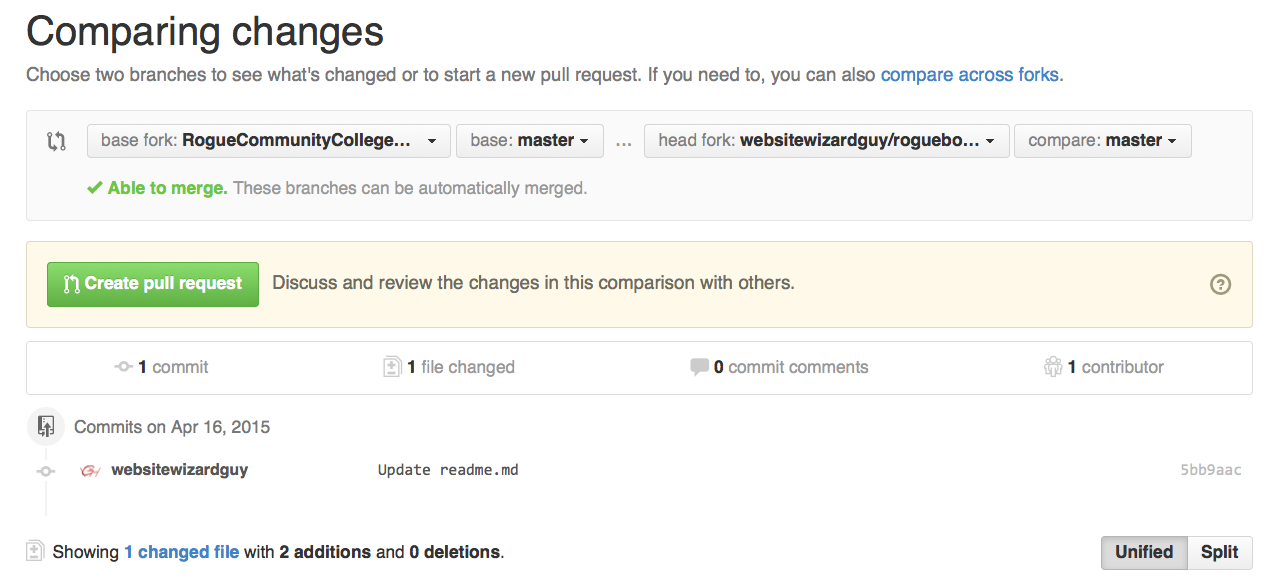 Comparing changes
Choose two branches to see what's changed or to start a new pull request. If you need to, you can also compare across forks.
base fork: RogueCommunityCollege... base: master ... head fork: websitewizardguy/roguebo... compare: master
Able to merge. These branches can be automatically merged.
Create pull request Discuss and review the changes in this comparison with others.
1 commit 1 file changed 0 commit comments 1 contributor
Commits on Apr 16, 2015
websitewizardguy Update readme.md 5bb9aac
Showing 1 changed file with 2 additions and 0 deletions. Unified Split